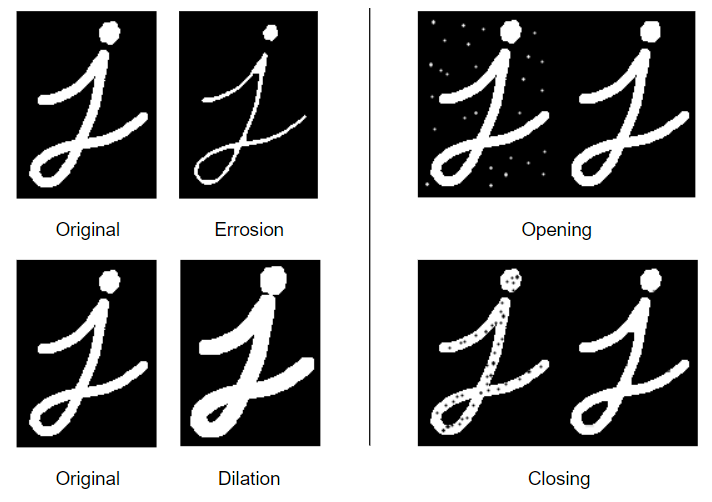 Original Errosion Opening
Original Dilation Closing